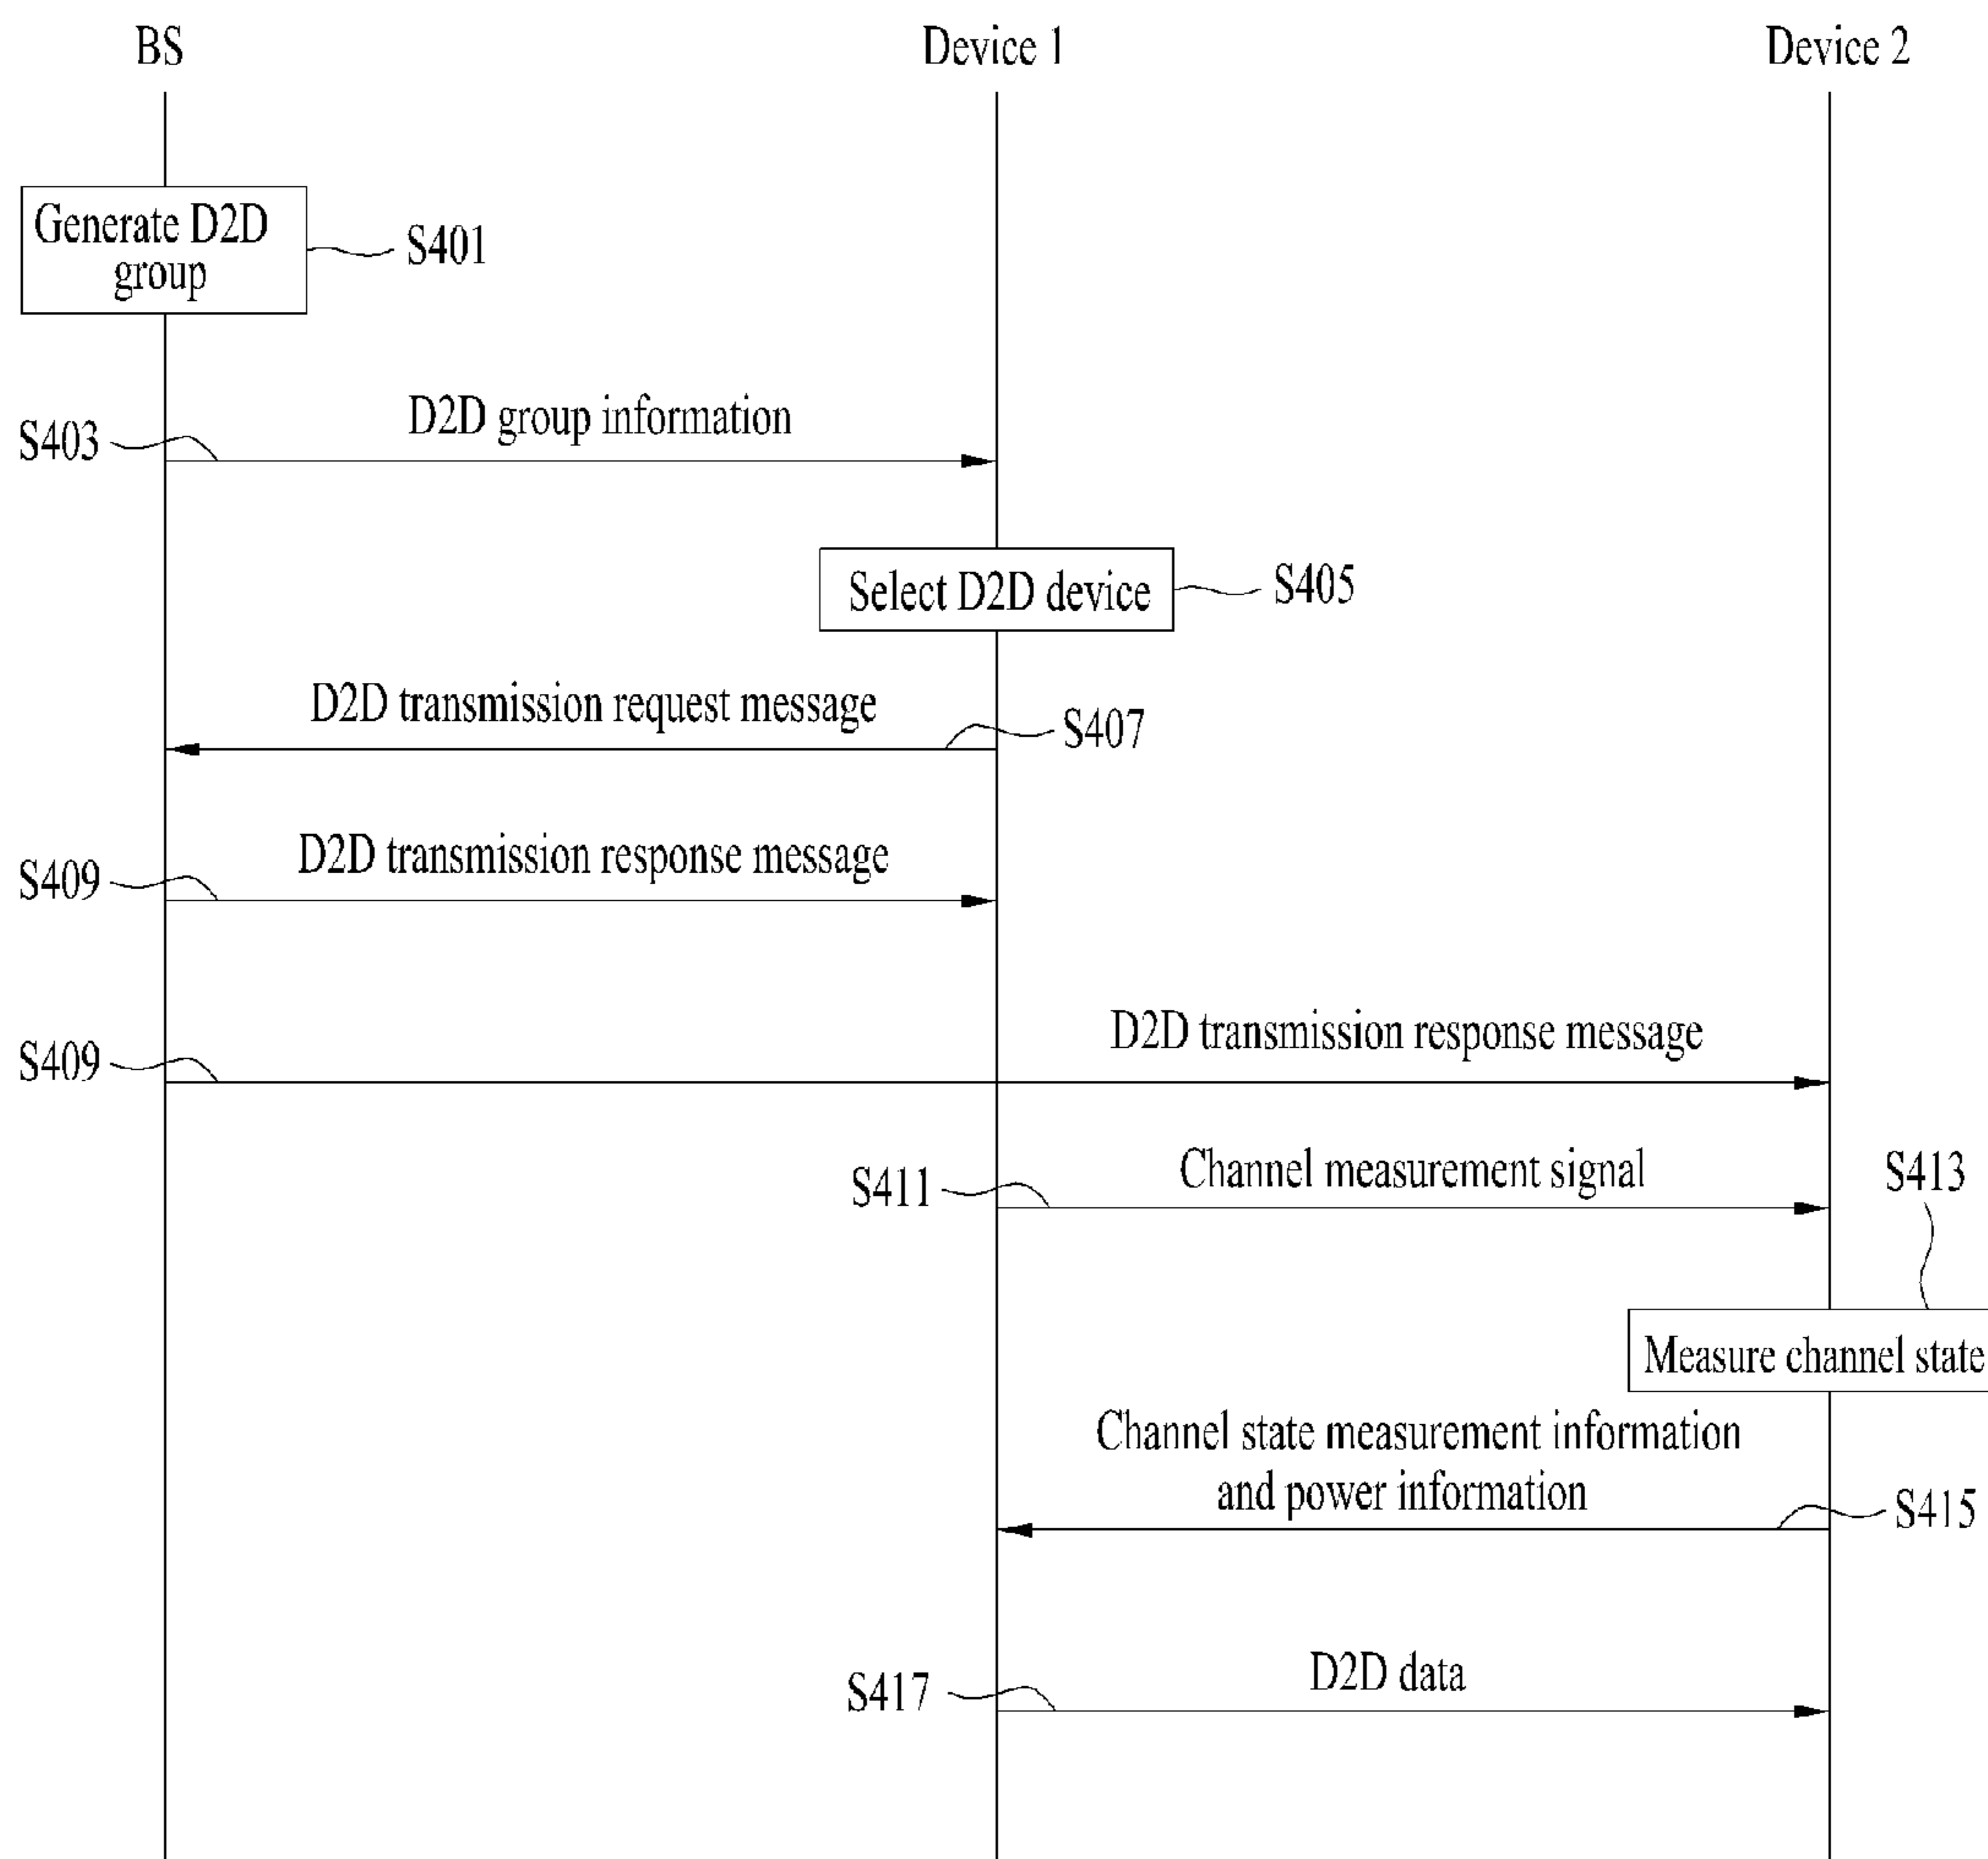 BS
Device 1
Device 2
Generate D2D
group
S401
D2D group information
S403
Select D2D device
S405
D2D transmission request message
S407
D2D transmission response message
S409
D2D transmission response message
S409
Channel measurement signal
S411
S413
Measure channel state
Channel state measurement information
and power information
S415
D2D data
S417